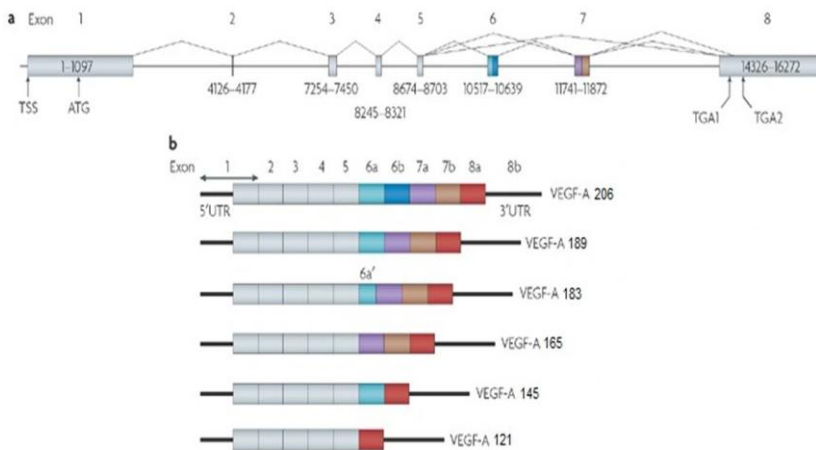 a Exon 1 2 3 4 5 6 7 8
1–1097 14326–16272
4126–4177 7254–7450 8674–8703 10517–10639 11741–11872
8245–8321
TSS ATG TGA1 TGA2
b
Exon 1 2 3 4 5 6a 6b 7a 7b 8a 8b
VEGF-A 206
5'UTR 3'UTR
VEGF-A 189
6a'
VEGF-A 183
VEGF-A 165
VEGF-A 145
VEGF-A 121